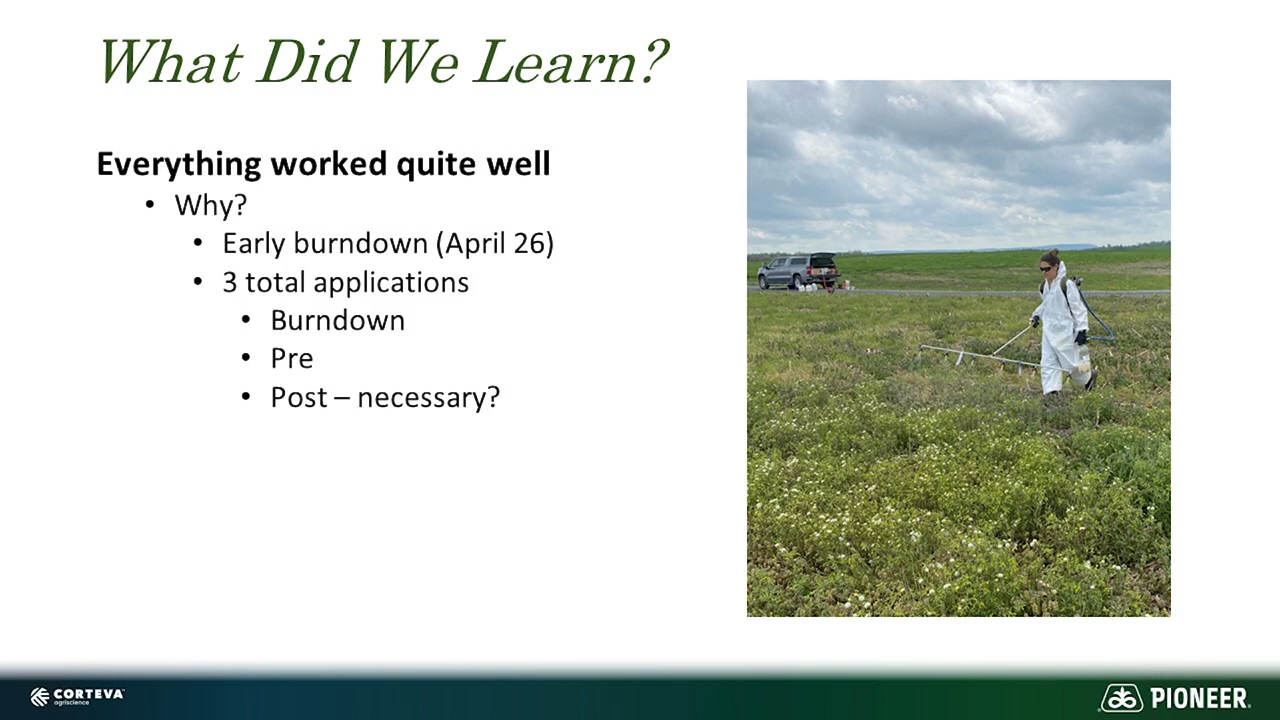 What Did We Learn?
Everything worked quite well
• Why?
• Early burndown (April 26)
• 3 total applications
• Burndown
• Pre
• Post – necessary?
CORTEVA™
agriscience
PIONEER®